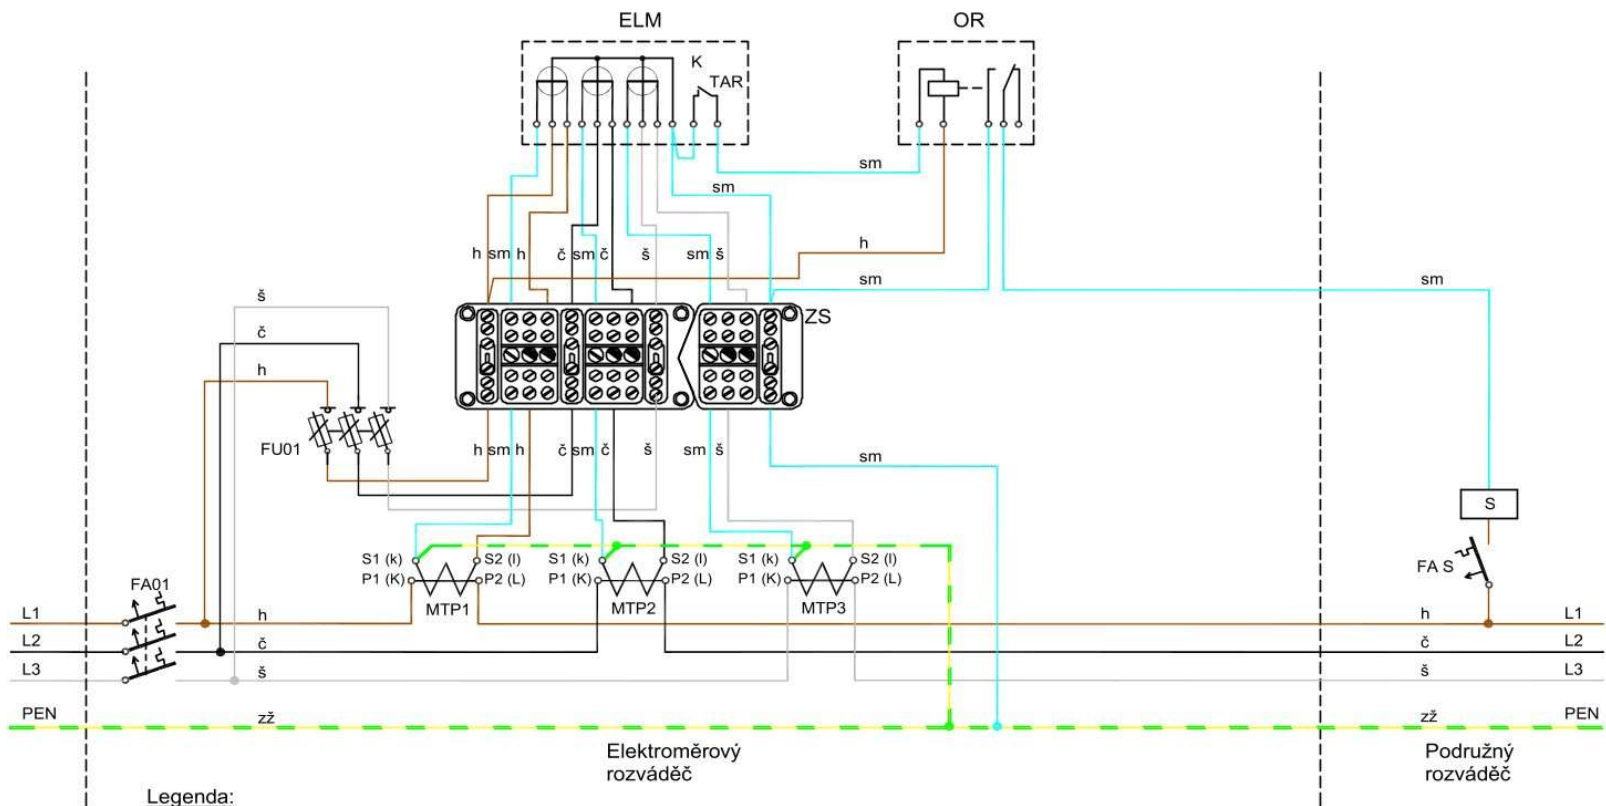 ELM
OR
K
TAR
sm
sm
h sm h č sm č š sm š
h
sm
sm
ZS
š
č
h
FU01
h sm h č sm č š sm š
sm
S
FA S
S1 (k) S2 (l) S1 (k) S2 (l) S1 (k) S2 (l)
P1 (K) P2 (L) P1 (K) P2 (L) P1 (K) P2 (L)
MTP1 MTP2 MTP3
FA01
L1 h h L1
L2 č č L2
L3 š š L3
PEN zž zž PEN
Elektroměrový
rozváděč
Podružný
rozváděč
Legenda: